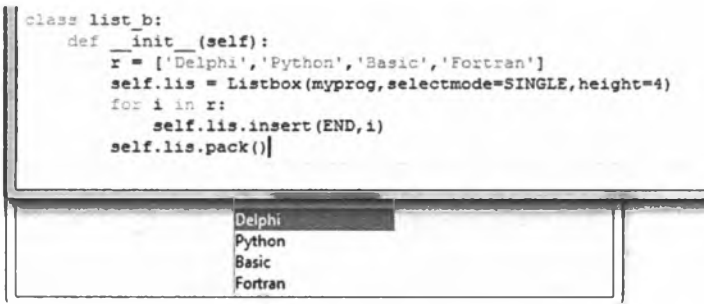 class list_b:
    def __init__(self):
        r = ['Delphi','Python','Basic','Fortran']
        self.lis = Listbox(myprog,selectmode=SINGLE,height=4)
        for i in r:
            self.lis.insert(END,i)
        self.lis.pack()
Delphi
Python
Basic
Fortran